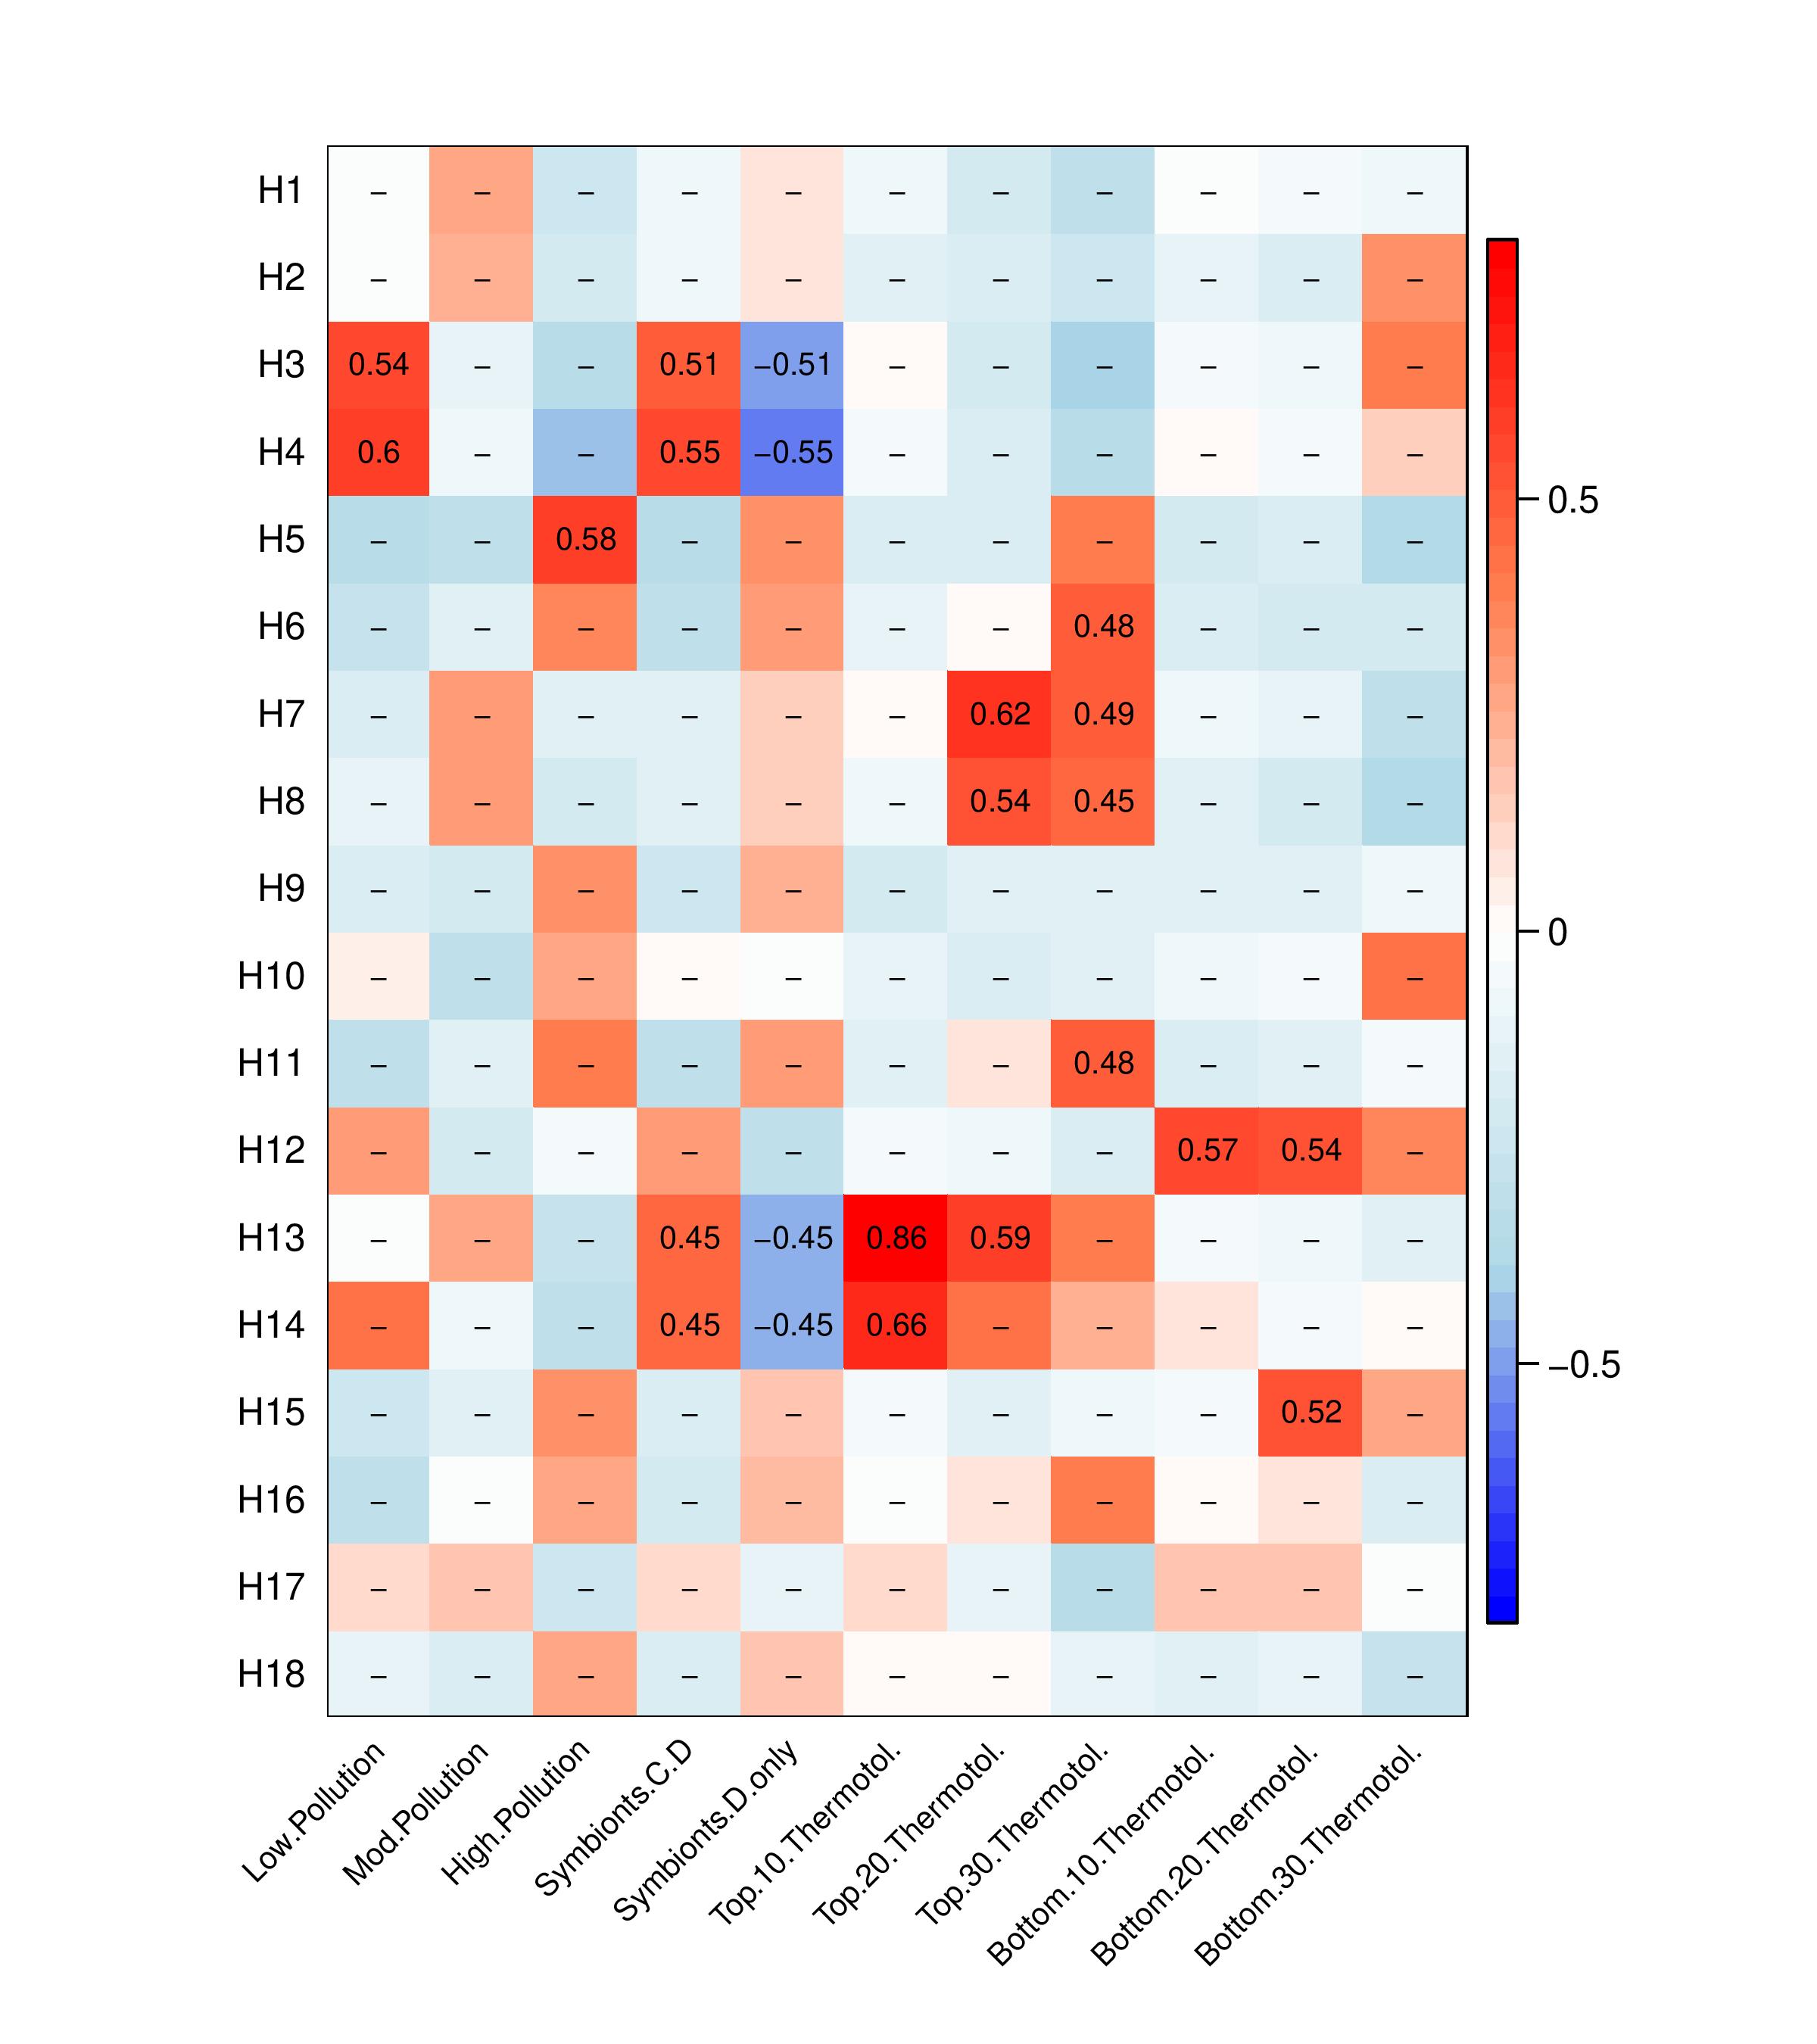 H1 – – – – – – – – – – –
H2 – – – – – – – – – – –
H3 0.54 – – 0.51 –0.51 – – – – – –
H4 0.6 – – 0.55 –0.55 – – – – – –
H5 – – 0.58 – – – – – – – –
H6 – – – – – – – 0.48 – – –
H7 – – – – – – 0.62 0.49 – – –
H8 – – – – – – 0.54 0.45 – – –
H9 – – – – – – – – – – –
H10 – – – – – – – – – – –
H11 – – – – – – – 0.48 – – –
H12 – – – – – – – – 0.57 0.54 –
H13 – – – 0.45 –0.45 0.86 0.59 – – – –
H14 – – – 0.45 –0.45 0.66 – – – – –
H15 – – – – – – – – – 0.52 –
H16 – – – – – – – – – – –
H17 – – – – – – – – – – –
H18 – – – – – – – – – – –
Low.Pollution
Mod.Pollution
High.Pollution
Symbionts.C.D
Symbionts.D.only
Top.10.Thermotol.
Top.20.Thermotol.
Top.30.Thermotol.
Bottom.10.Thermotol.
Bottom.20.Thermotol.
Bottom.30.Thermotol.
0.5
0
–0.5